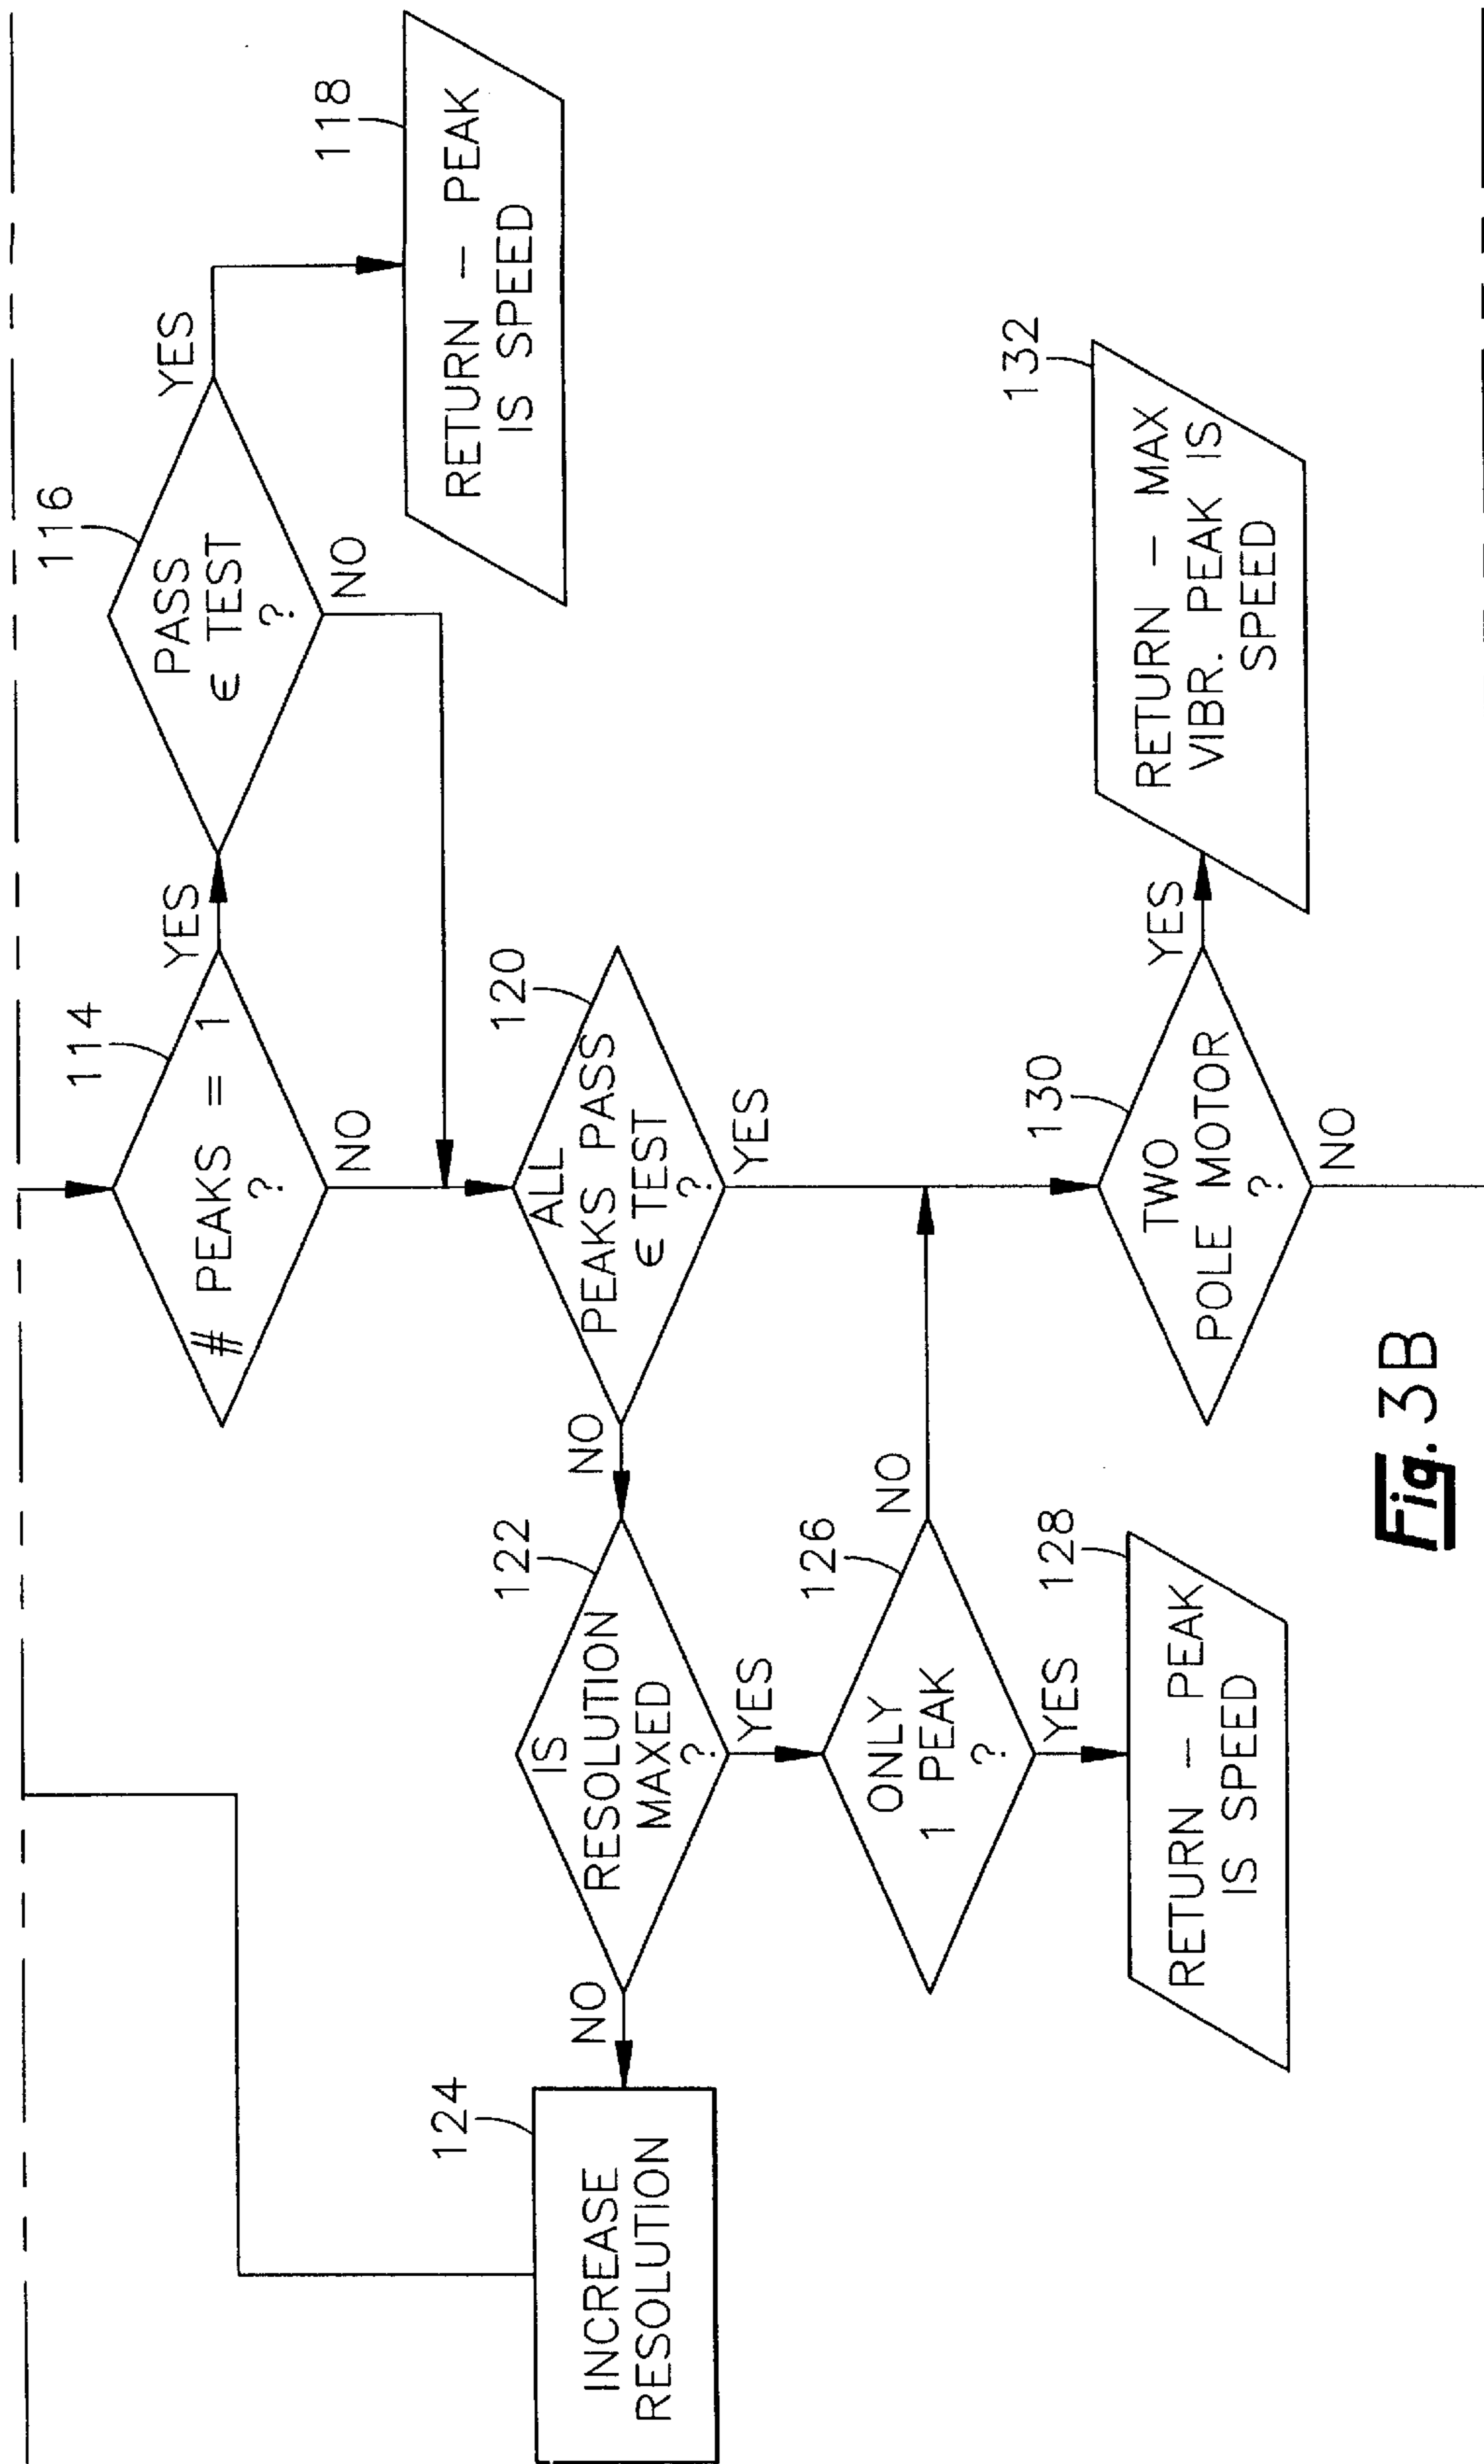 114
# PEAKS = 1
?
YES
NO
116
PASS
ϵ TEST
?
YES
NO
118
RETURN – PEAK
IS SPEED
120
ALL
PEAKS PASS
ϵ TEST
?
NO
YES
122
IS
RESOLUTION
MAXED
?
NO
YES
124
INCREASE
RESOLUTION
126
ONLY
1 PEAK
?
NO
YES
128
RETURN – PEAK
IS SPEED
130
TWO
POLE MOTOR
?
YES
NO
132
RETURN – MAX
VIBR. PEAK IS
SPEED
Fig. 3B